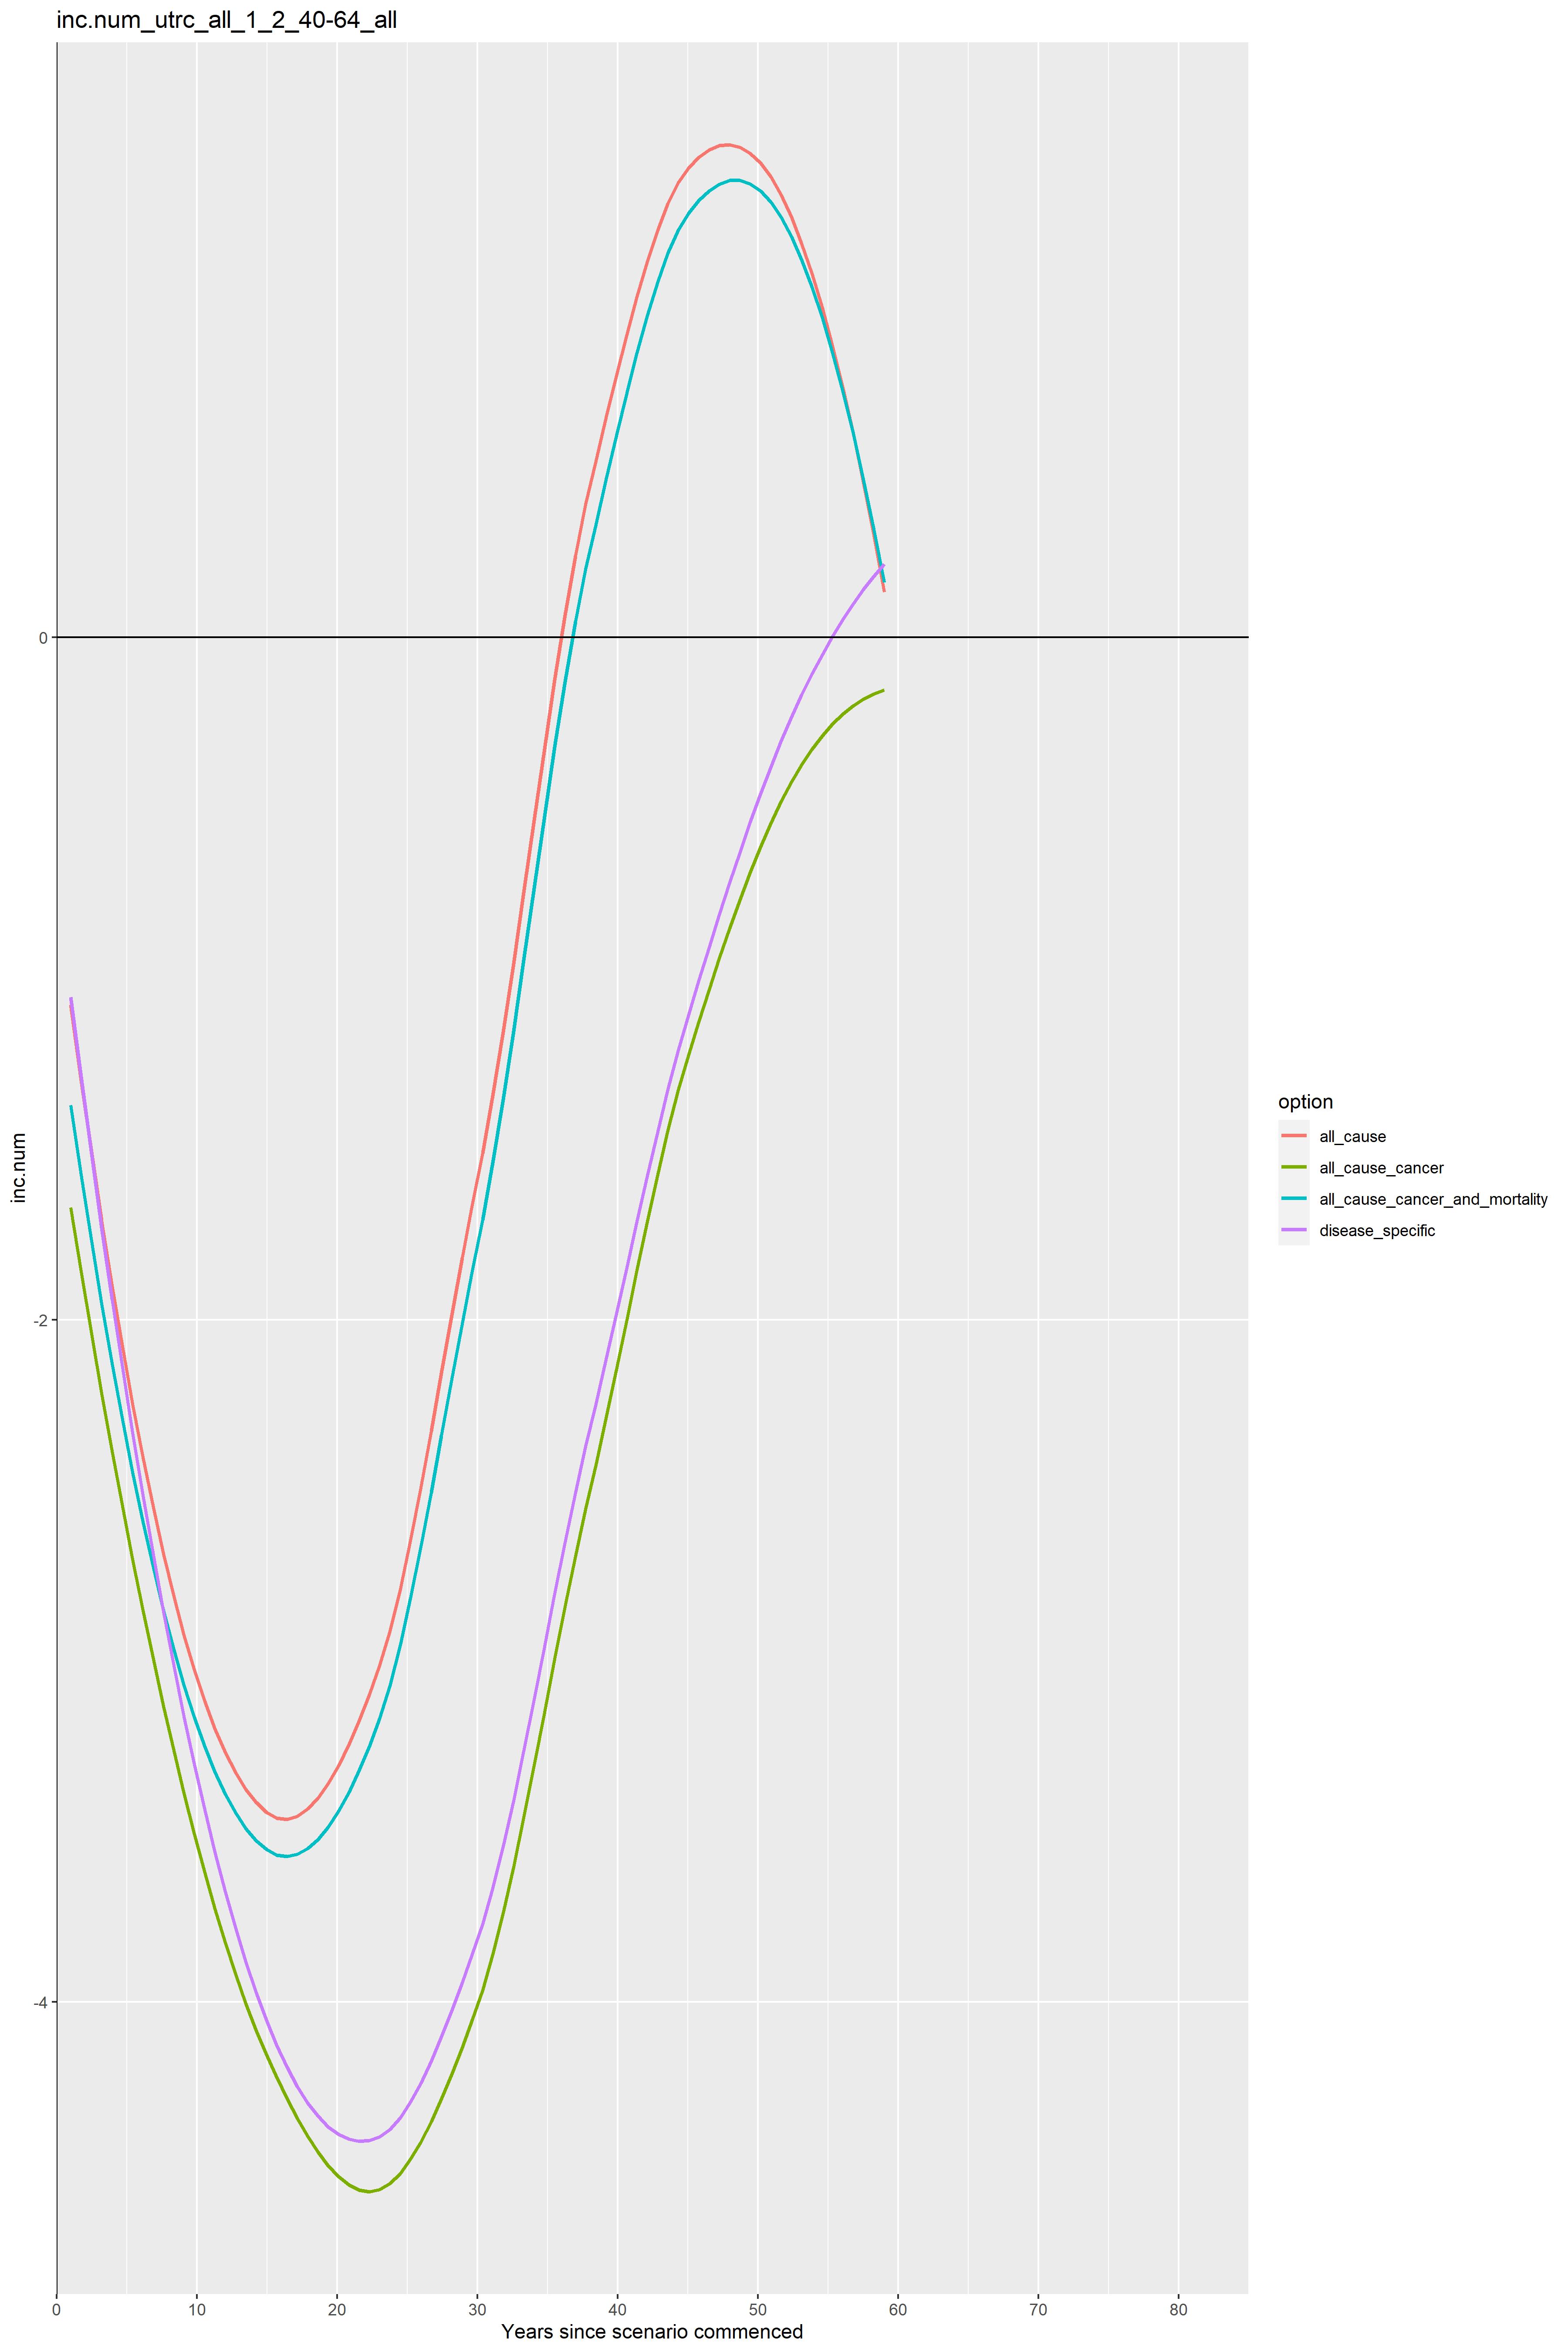 inc.num_utrc_all_1_2_40-64_all
inc.num
0
-2
-4
0 10 20 30 40 50 60 70 80
Years since scenario commenced
option
all_cause
all_cause_cancer
all_cause_cancer_and_mortality
disease_specific